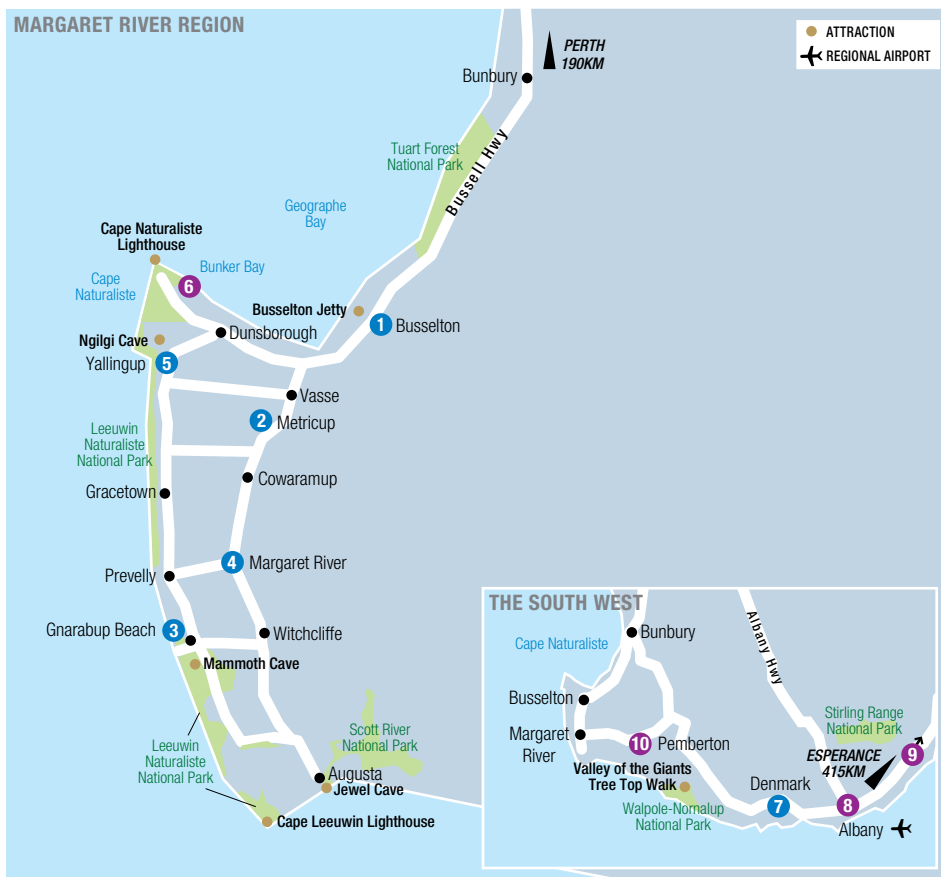 MARGARET RIVER REGION
ATTRACTION
REGIONAL AIRPORT
PERTH
190KM
Bunbury
Tuart Forest
National Park
Bussell Hwy
Geographe
Bay
Cape Naturaliste
Lighthouse
Bunker Bay
6
Cape
Naturaliste
Busselton Jetty
1 Busselton
Dunsborough
Ngilgi Cave
Yallingup 5
Vasse
2 Metricup
Leeuwin
Naturaliste
National Park
Cowaramup
Gracetown
4 Margaret River
Prevelly
Gnarabup Beach 3
Witchcliffe
Mammoth Cave
Scott River
National Park
Leeuwin
Naturaliste
National Park
Augusta
Jewel Cave
Cape Leeuwin Lighthouse
THE SOUTH WEST
Bunbury
Cape Naturaliste
Albany Hwy
Busselton
Margaret
River
10 Pemberton
Stirling Range
National Park
ESPERANCE
415KM
9
Valley of the Giants
Tree Top Walk
Walpole-Nornalup
National Park
Denmark
7
8
Albany